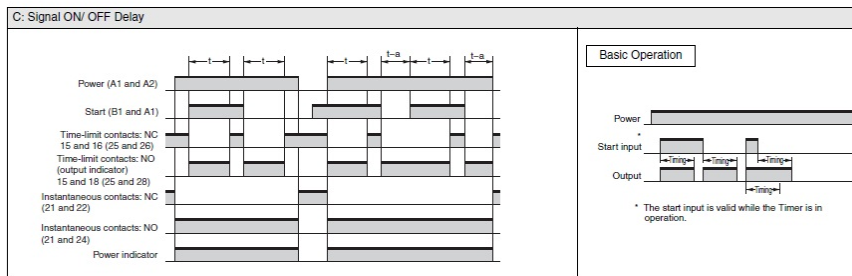 C: Signal ON/ OFF Delay
t
t
t
t–a
t
t–a
Power (A1 and A2)
Start (B1 and A1)
Time-limit contacts: NC
15 and 16 (25 and 26)
Time-limit contacts: NO
(output indicator)
15 and 18 (25 and 28)
Instantaneous contacts: NC
(21 and 22)
Instantaneous contacts: NO
(21 and 24)
Power indicator
Basic Operation
Power
*
Start input
Timing
Timing
Timing
Output
Timing
* The start input is valid while the Timer is in
operation.